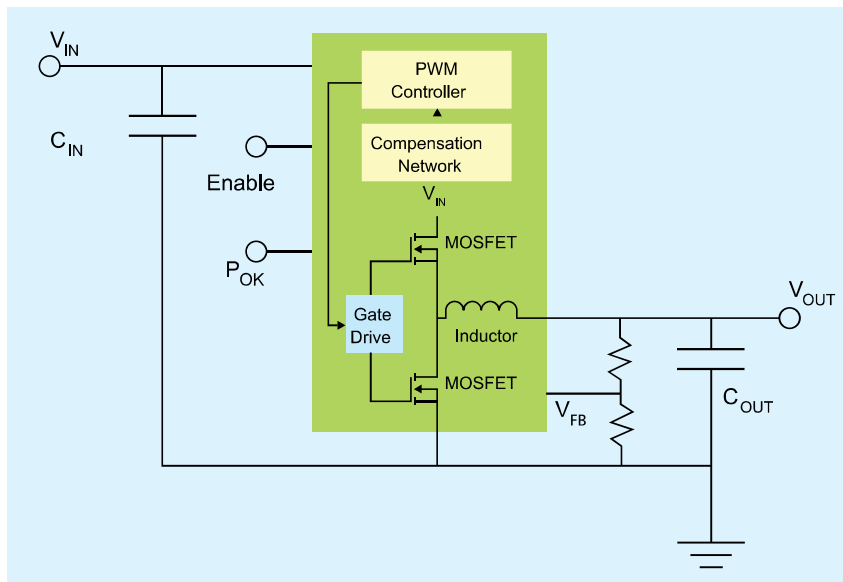 VIN
CIN
Enable
POK
PWM
Controller
Compensation
Network
VIN
MOSFET
Gate
Drive
Inductor
MOSFET
VFB
VOUT
COUT